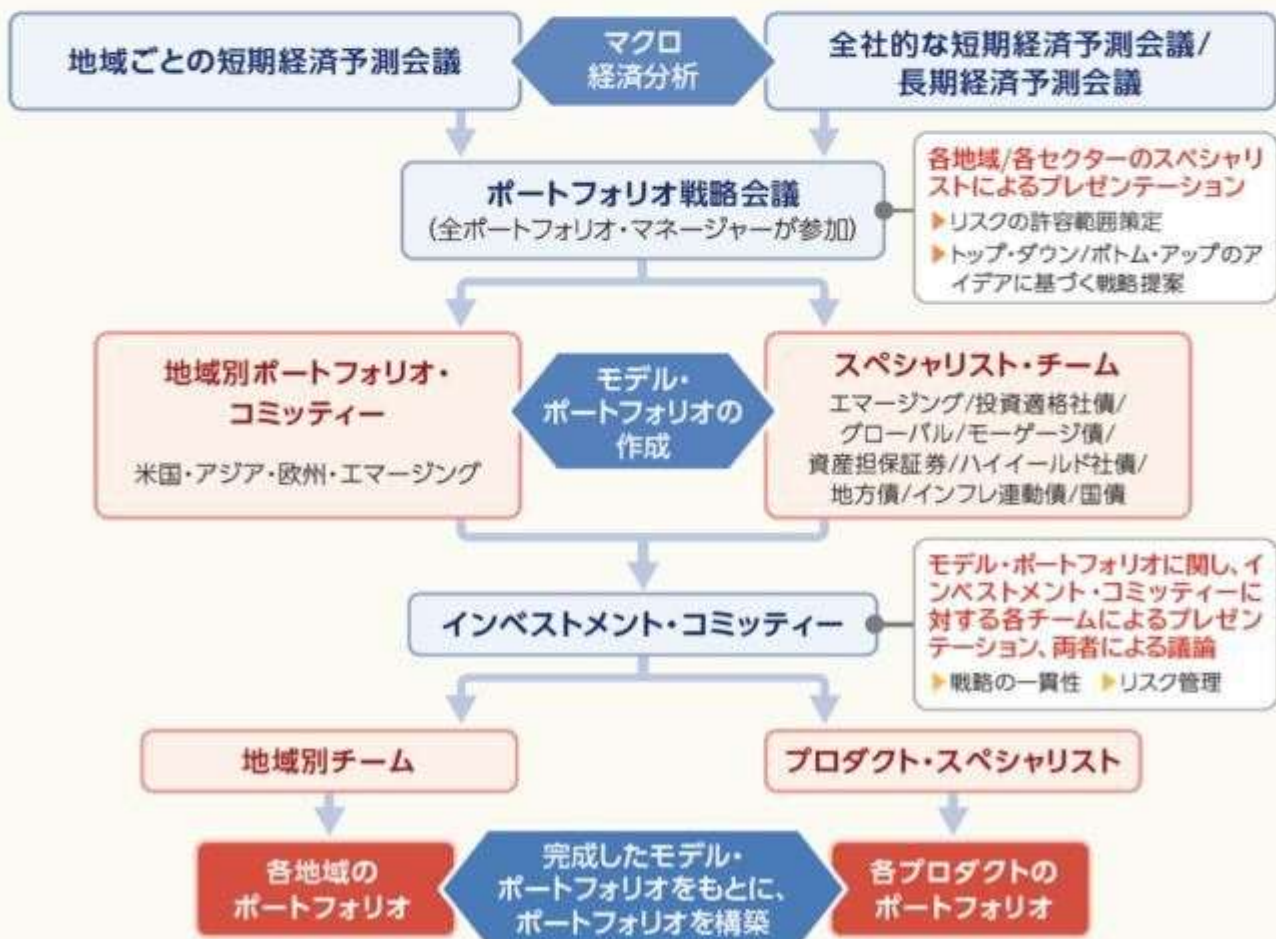 地域ごとの短期経済予測会議
マクロ
経済分析
全社的な短期経済予測会議/
長期経済予測会議
ポートフォリオ戦略会議
(全ポートフォリオ・マネージャーが参加)
各地域/各セクターのスペシャリ
ストによるプレゼンテーション
▶リスクの許容範囲策定
▶トップ・ダウン/ボトム・アップのア
イデアに基づく戦略提案
地域別ポートフォリオ・
コミッティー
米国・アジア・欧州・エマージング
モデル・
ポートフォリオの
作成
スペシャリスト・チーム
エマージング/投資適格社債/
グローバル/モーゲージ債/
資産担保証券/ハイイールド社債/
地方債/インフレ連動債/国債
インベストメント・コミッティー
モデル・ポートフォリオに関し、イ
ンベストメント・コミッティーに
対する各チームによるプレゼン
テーション、両者による議論
▶戦略の一貫性 ▶リスク管理
地域別チーム
プロダクト・スペシャリスト
各地域の
ポートフォリオ
完成したモデル・
ポートフォリオをもとに、
ポートフォリオを構築
各プロダクトの
ポートフォリオ